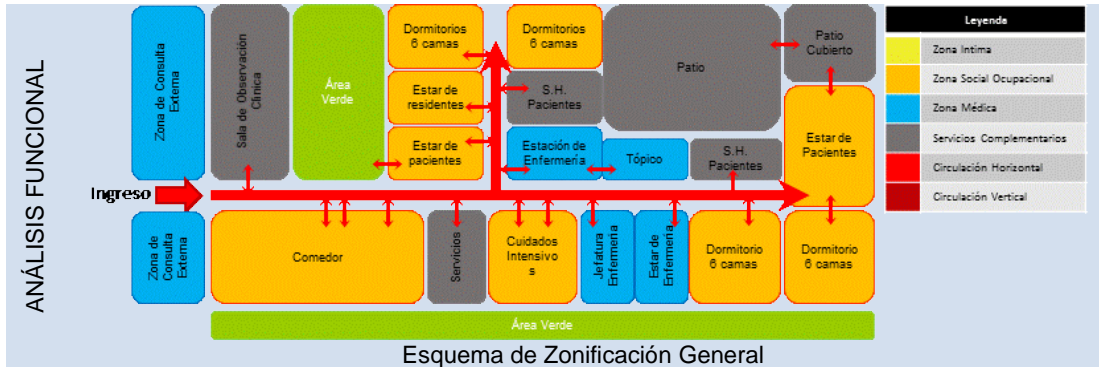 ANÁLISIS FUNCIONAL
Zona de Consulta
Externa
Sala de Observación
Clínica
Área
Verde
Dormitorios
6 camas
Estar de
residentes
Estar de
pacientes
Dormitorios
6 camas
S.H.
Pacientes
Estación de
Enfermería
Tópico
Patio
S.H.
Pacientes
Patio
Cubierto
Estar de
Pacientes
Ingreso
Zona de
Consulta
Externa
Comedor
Servicios
Cuidados
Intensivo
s
Jefatura
Enfermería
Estar de
Enfermería
Dormitorio
6 camas
Dormitorio
6 camas
Área Verde
Esquema de Zonificación General
Leyenda
Zona Intima
Zona Social Ocupacional
Zona Médica
Servicios Complementarios
Circulación Horizontal
Circulación Vertical